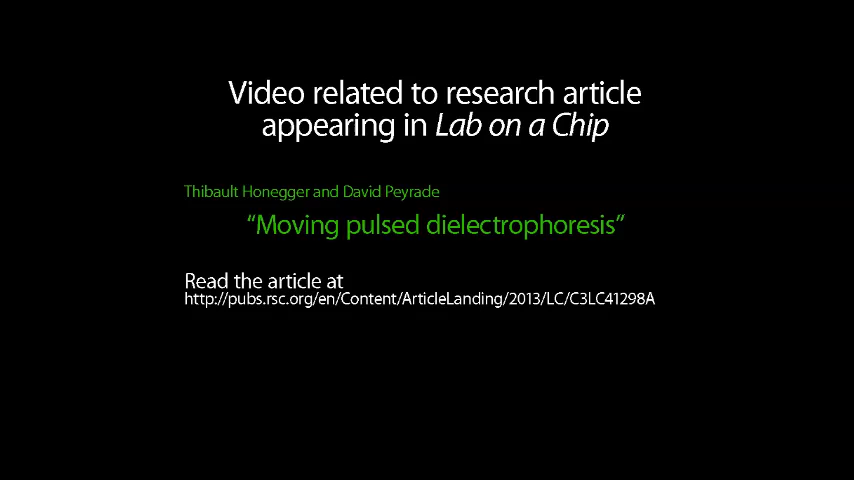 Video related to research article
appearing in Lab on a Chip
Thibault Honegger and David Peyrade
“Moving pulsed dielectrophoresis”
Read the article at
http://pubs.rsc.org/en/Content/ArticleLanding/2013/LC/C3LC41298A